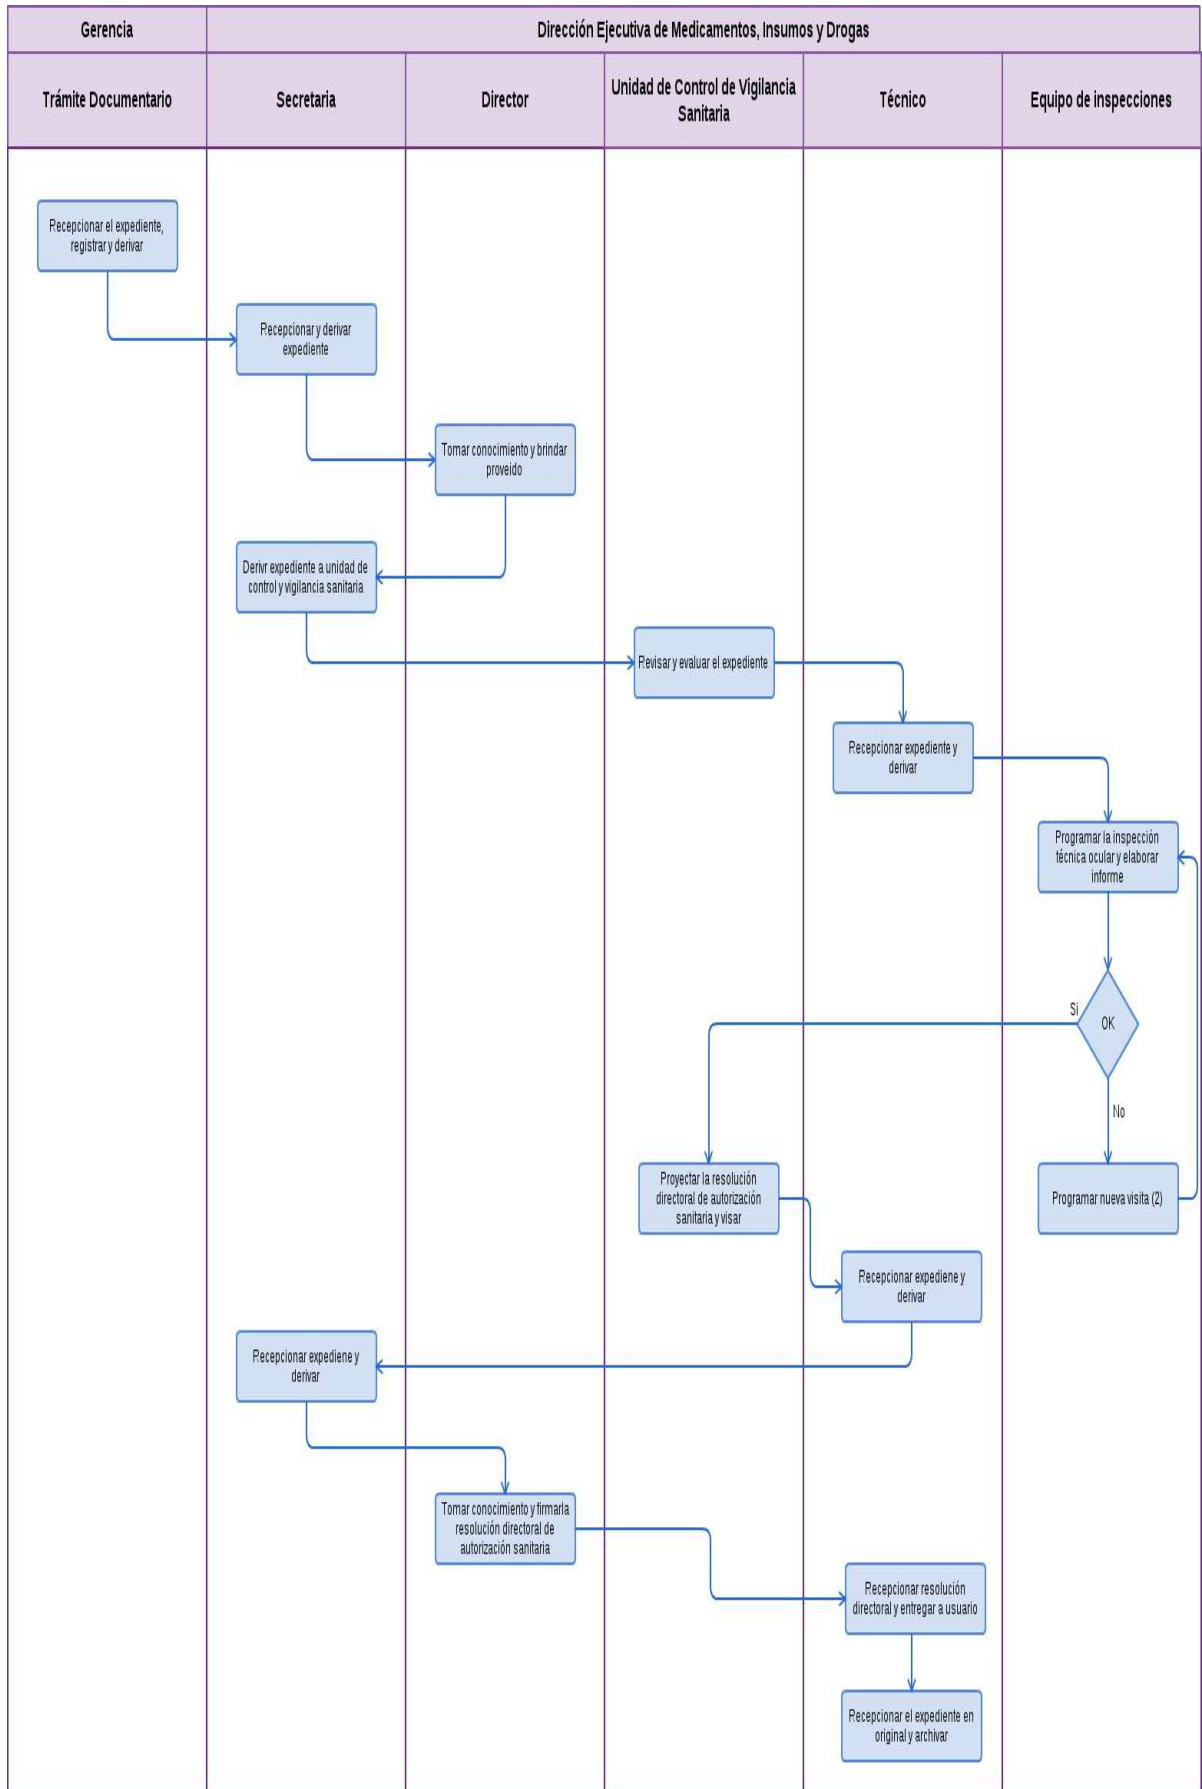 Gerencia
Dirección Ejecutiva de Medicamentos, Insumos y Drogas
Trámite Documentario
Secretaria
Director
Unidad de Control de Vigilancia
Sanitaria
Técnico
Equipo de inspecciones
Recepcionar el expediente,
registrar y derivar
Recepcionar y derivar
expediente
Tomar conocimiento y brindar
proveido
Derivr expediente a unidad de
control y vigilancia sanitaria
Revisar y evaluar el expediente
Recepcionar expediente y
derivar
Programar la inspección
técnica ocular y elaborar
informe
Si
OK
No
Proyectar la resolución
directoral de autorización
sanitaria y visar
Programar nueva visita (2)
Recepcionar expediene y
derivar
Recepcionar expediene y
derivar
Tomar conocimiento y firmarla
resolución directoral de
autorización sanitaria
Recepcionar resolución
directoral y entregar a usuario
Recepcionar el expediente en
original y archivar